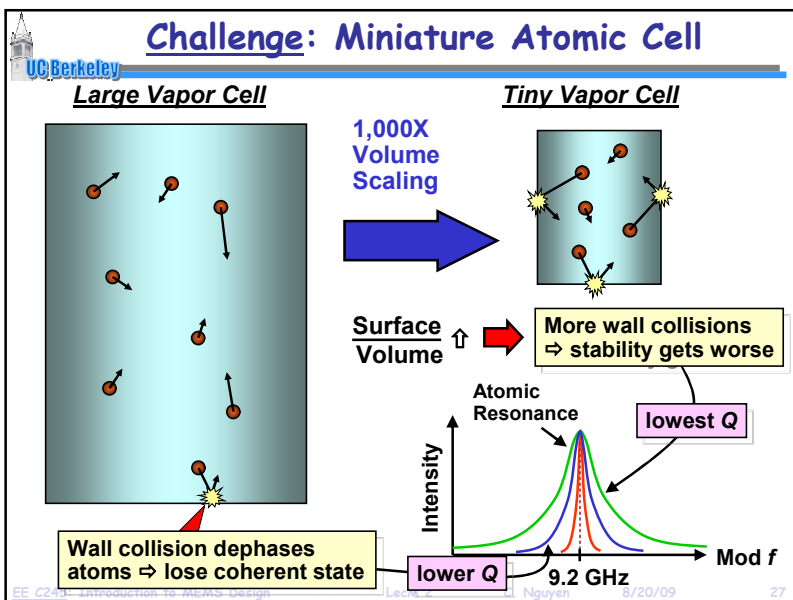 Challenge: Miniature Atomic Cell
UC Berkeley
Large Vapor Cell
Tiny Vapor Cell
1,000X
Volume
Scaling
Surface
Volume
⇧
More wall collisions
⇨ stability gets worse
Atomic
Resonance
lowest Q
Intensity
Wall collision dephases
atoms ⇨ lose coherent state
lower Q
9.2 GHz
Mod f
EE C245: Introduction to MEMS Design
Nguyen
8/20/09
27